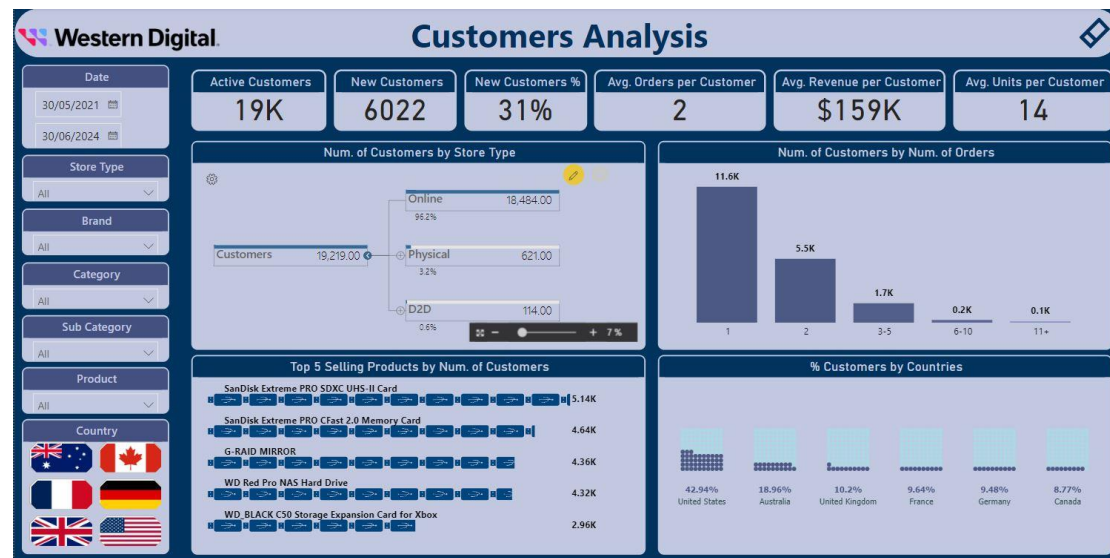 Western Digital.
Customers Analysis
Date
30/05/2021
30/06/2024
Store Type
All
Brand
All
Category
All
Sub Category
All
Product
All
Country
Active Customers
19K
New Customers
6022
New Customers %
31%
Avg. Orders per Customer
2
Avg. Revenue per Customer
$159K
Avg. Units per Customer
14
Num. of Customers by Store Type
Customers 19,219.00
Online 18,484.00
96.2%
Physical 621.00
3.2%
D2D 114.00
0.6%
7%
Num. of Customers by Num. of Orders
11.6K
5.5K
1.7K
0.2K
0.1K
1 2 3-5 6-10 11+
Top 5 Selling Products by Num. of Customers
SanDisk Extreme PRO SDXC UHS-II Card
5.14K
SanDisk Extreme PRO CFast 2.0 Memory Card
4.64K
G-RAID MIRROR
4.36K
WD Red Pro NAS Hard Drive
4.32K
WD_BLACK C50 Storage Expansion Card for Xbox
2.96K
% Customers by Countries
42.94% 18.96% 10.2% 9.64% 9.48% 8.77%
United States Australia United Kingdom France Germany Canada